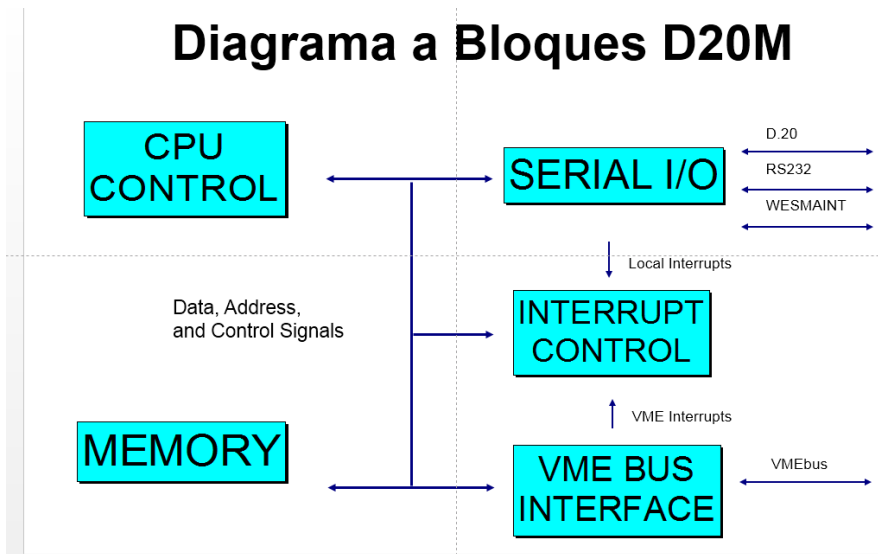 Diagrama a Bloques D20M
CPU
CONTROL
SERIAL I/O
D.20
RS232
WESMAINT
Local Interrupts
Data, Address,
and Control Signals
INTERRUPT
CONTROL
VME Interrupts
MEMORY
VME BUS
INTERFACE
VMEbus